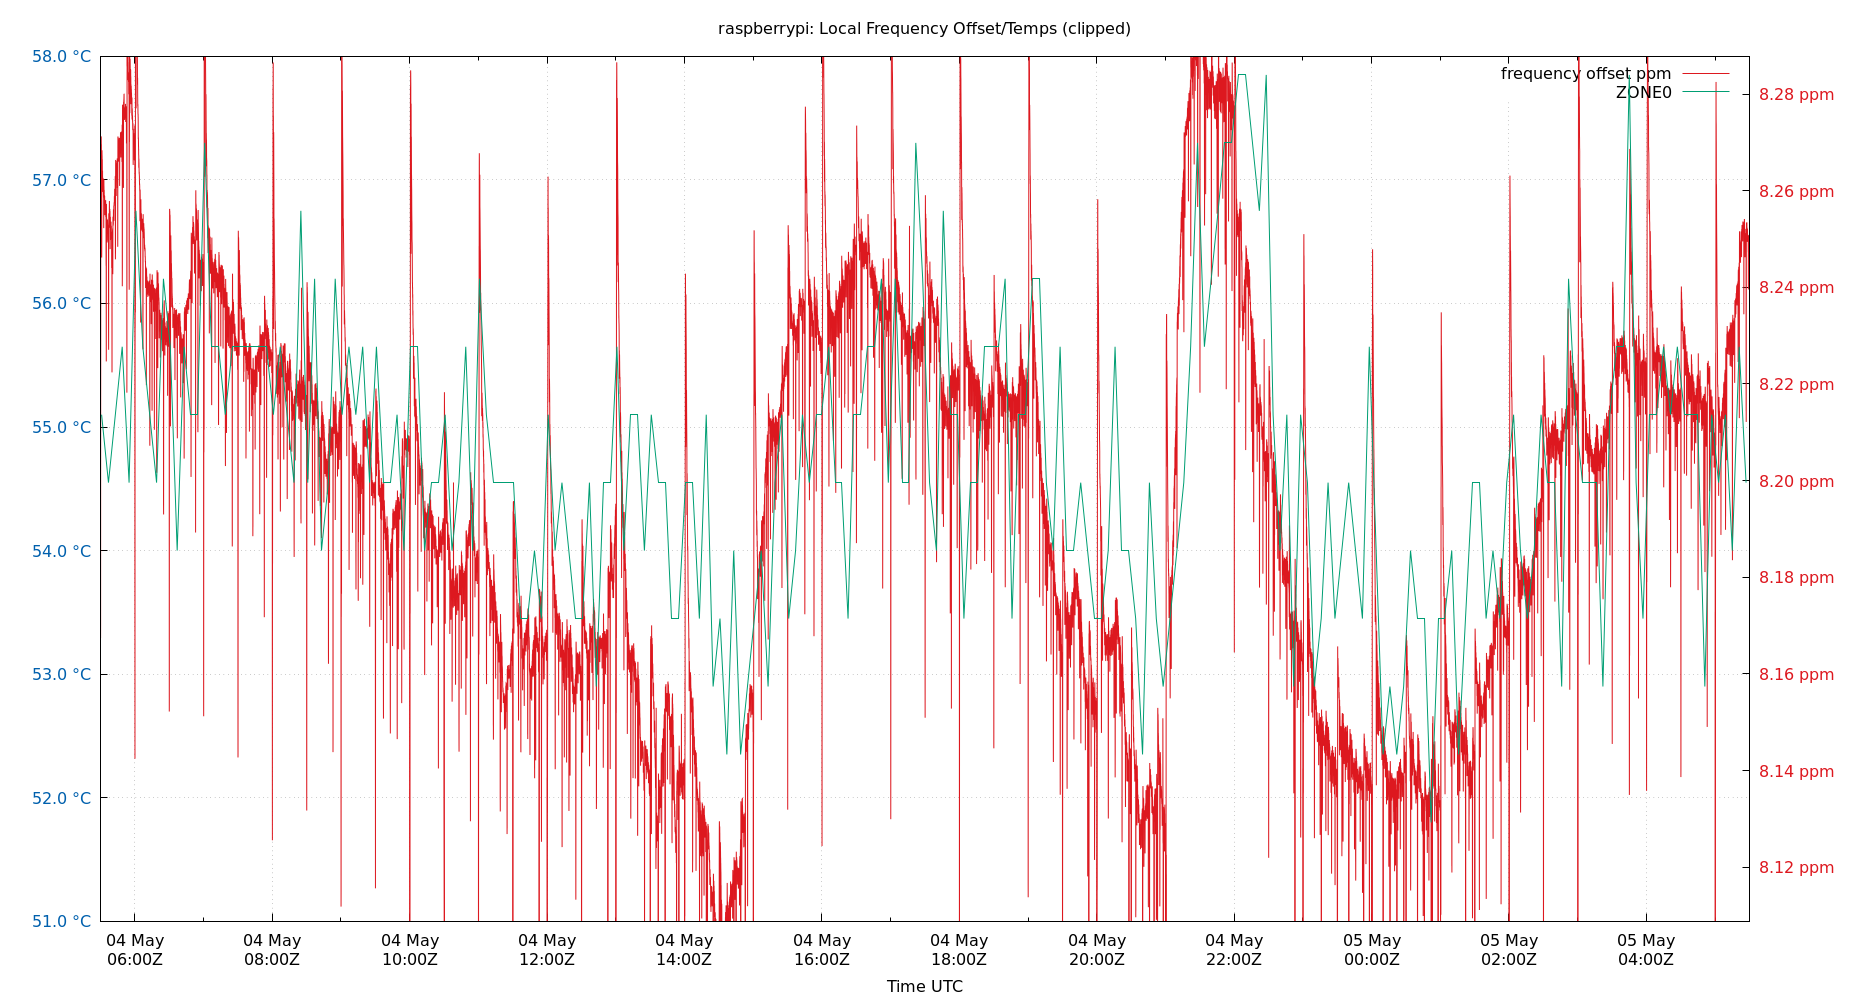 raspberrypi: Local Frequency Offset/Temps (clipped)
frequency offset ppm
ZONE0
58.0 °C
57.0 °C
56.0 °C
55.0 °C
54.0 °C
53.0 °C
52.0 °C
51.0 °C
8.28 ppm
8.26 ppm
8.24 ppm
8.22 ppm
8.20 ppm
8.18 ppm
8.16 ppm
8.14 ppm
8.12 ppm
04 May 04 May 04 May 04 May 04 May 04 May 04 May 04 May 04 May 05 May 05 May 05 May
06:00Z 08:00Z 10:00Z 12:00Z 14:00Z 16:00Z 18:00Z 20:00Z 22:00Z 00:00Z 02:00Z 04:00Z
Time UTC